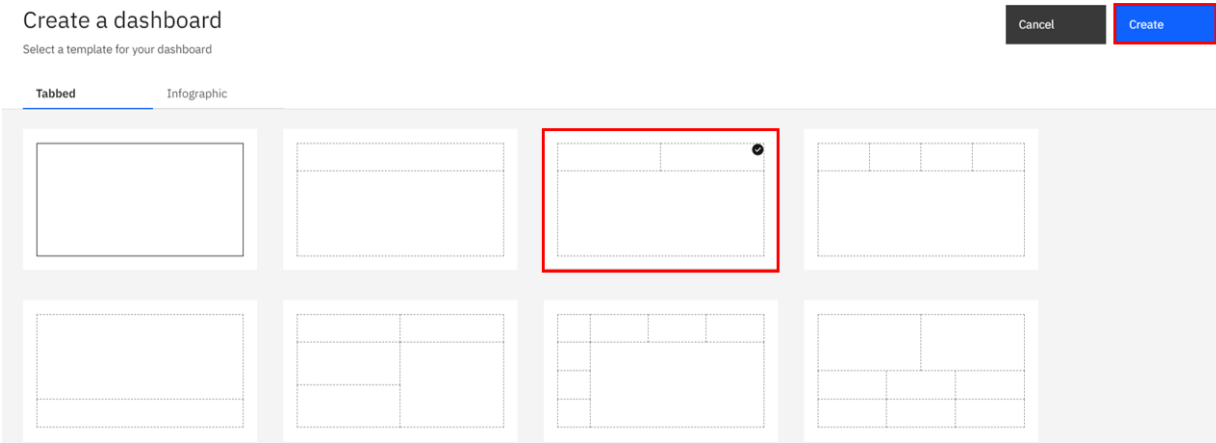 Create a dashboard
Cancel
Create
Select a template for your dashboard
Tabbed
Infographic